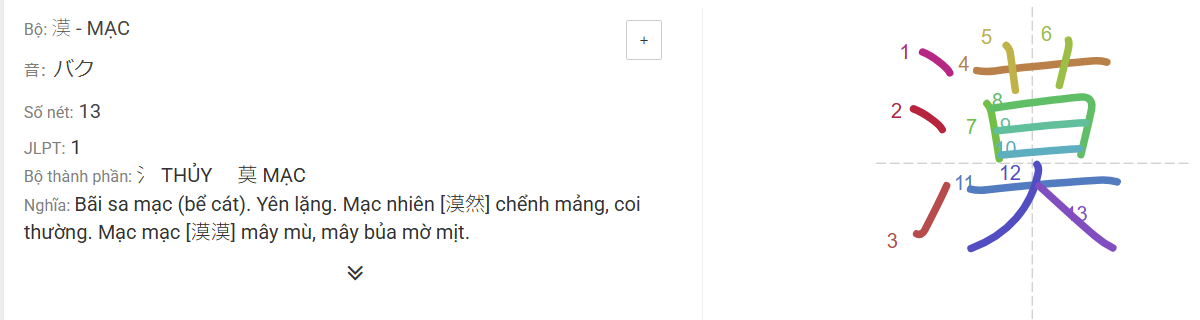 Bộ: 漠 - MẠC
+
音: バク
Số nét: 13
JLPT: 1
Bộ thành phần: 氵 THỦY 莫 MẠC
Nghĩa: Bãi sa mạc (bể cát). Yên lặng. Mạc nhiên [漠然] chểnh mảng, coi
thường. Mạc mạc [漠漠] mây mù, mây bủa mờ mịt.
漠
1
2
3
4
5
6
7
8
9
10
11
12
13